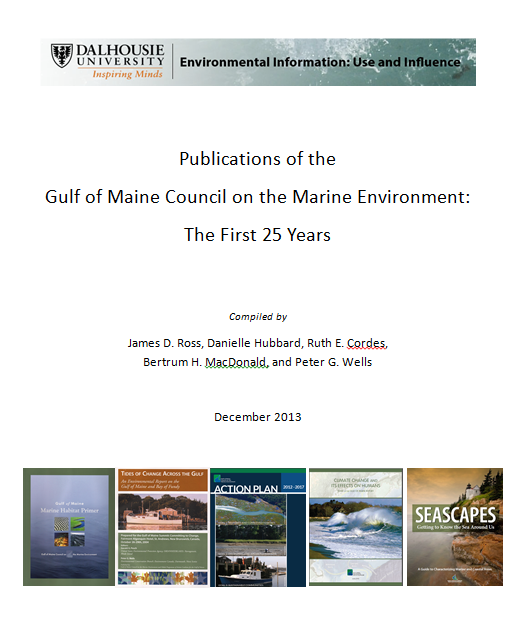 DALHOUSIE
UNIVERSITY
Inspiring Minds
Environmental Information: Use and Influence
Publications of the
Gulf of Maine Council on the Marine Environment:
The First 25 Years
Compiled by
James D. Ross, Danielle Hubbard, Ruth E. Cordes,
Bertrum H. MacDonald, and Peter G. Wells
December 2013
Gulf of Maine
Marine Habitat Primer
TIDES OF CHANGE ACROSS THE GULF
An Environmental Report on the
Gulf of Maine and Bay of Fundy
ACTION PLAN
2012-2017
CLIMATE CHANGE AND
ITS EFFECTS ON HUMANS
SEASCAPES
Getting to Know the Sea Around Us